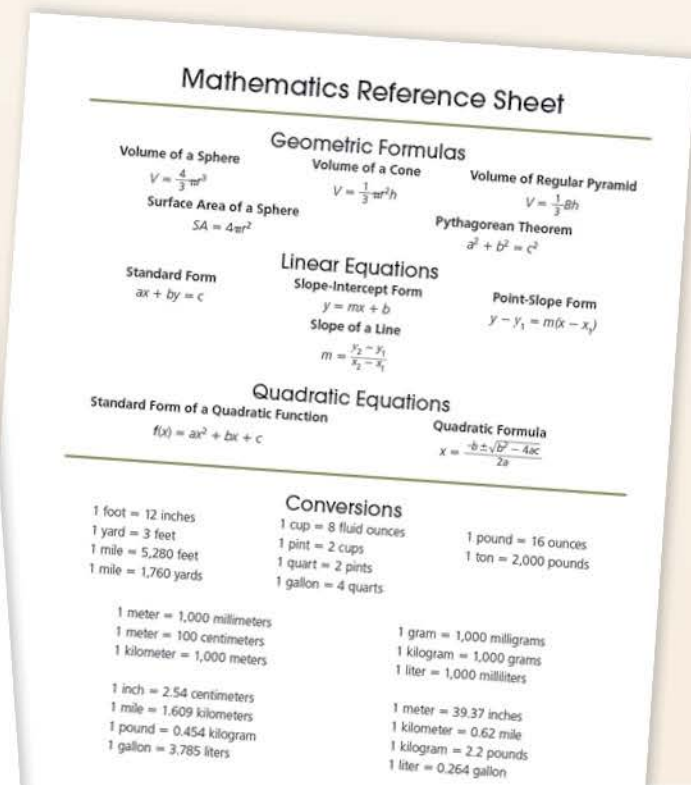 Mathematics Reference Sheet
Geometric Formulas
Volume of a Sphere
V = 4/3 πr³
Volume of a Cone
V = 1/3 πr²h
Volume of Regular Pyramid
V = 1/3 Bh
Surface Area of a Sphere
SA = 4πr²
Pythagorean Theorem
a² + b² = c²
Linear Equations
Standard Form
ax + by = c
Slope-Intercept Form
y = mx + b
Point-Slope Form
y − y₁ = m(x − x₁)
Slope of a Line
m = (y₂ − y₁)/(x₂ − x₁)
Quadratic Equations
Standard Form of a Quadratic Function
f(x) = ax² + bx + c
Quadratic Formula
x = (-b ± √(b² − 4ac))/2a
Conversions
1 foot = 12 inches
1 yard = 3 feet
1 mile = 5,280 feet
1 mile = 1,760 yards
1 cup = 8 fluid ounces
1 pint = 2 cups
1 quart = 2 pints
1 gallon = 4 quarts
1 pound = 16 ounces
1 ton = 2,000 pounds
1 meter = 1,000 millimeters
1 meter = 100 centimeters
1 kilometer = 1,000 meters
1 gram = 1,000 milligrams
1 kilogram = 1,000 grams
1 liter = 1,000 milliliters
1 inch = 2.54 centimeters
1 mile = 1.609 kilometers
1 pound = 0.454 kilogram
1 gallon = 3.785 liters
1 meter = 39.37 inches
1 kilometer = 0.62 mile
1 kilogram = 2.2 pounds
1 liter = 0.264 gallon